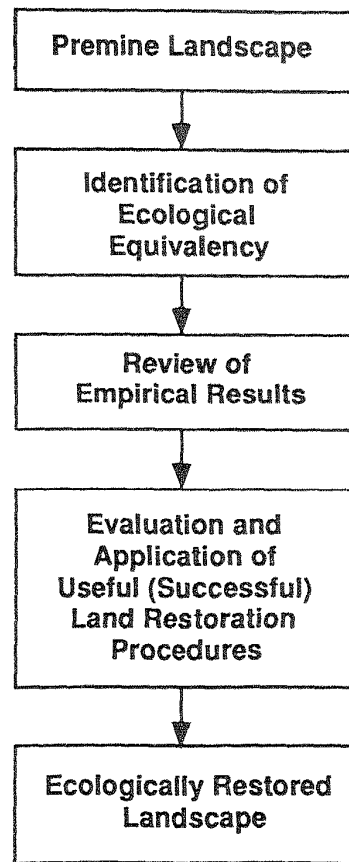 Premine Landscape
Identification of
Ecological
Equivalency
Review of
Empirical Results
Evaluation and
Application of
Useful (Successful)
Land Restoration
Procedures
Ecologically Restored
Landscape